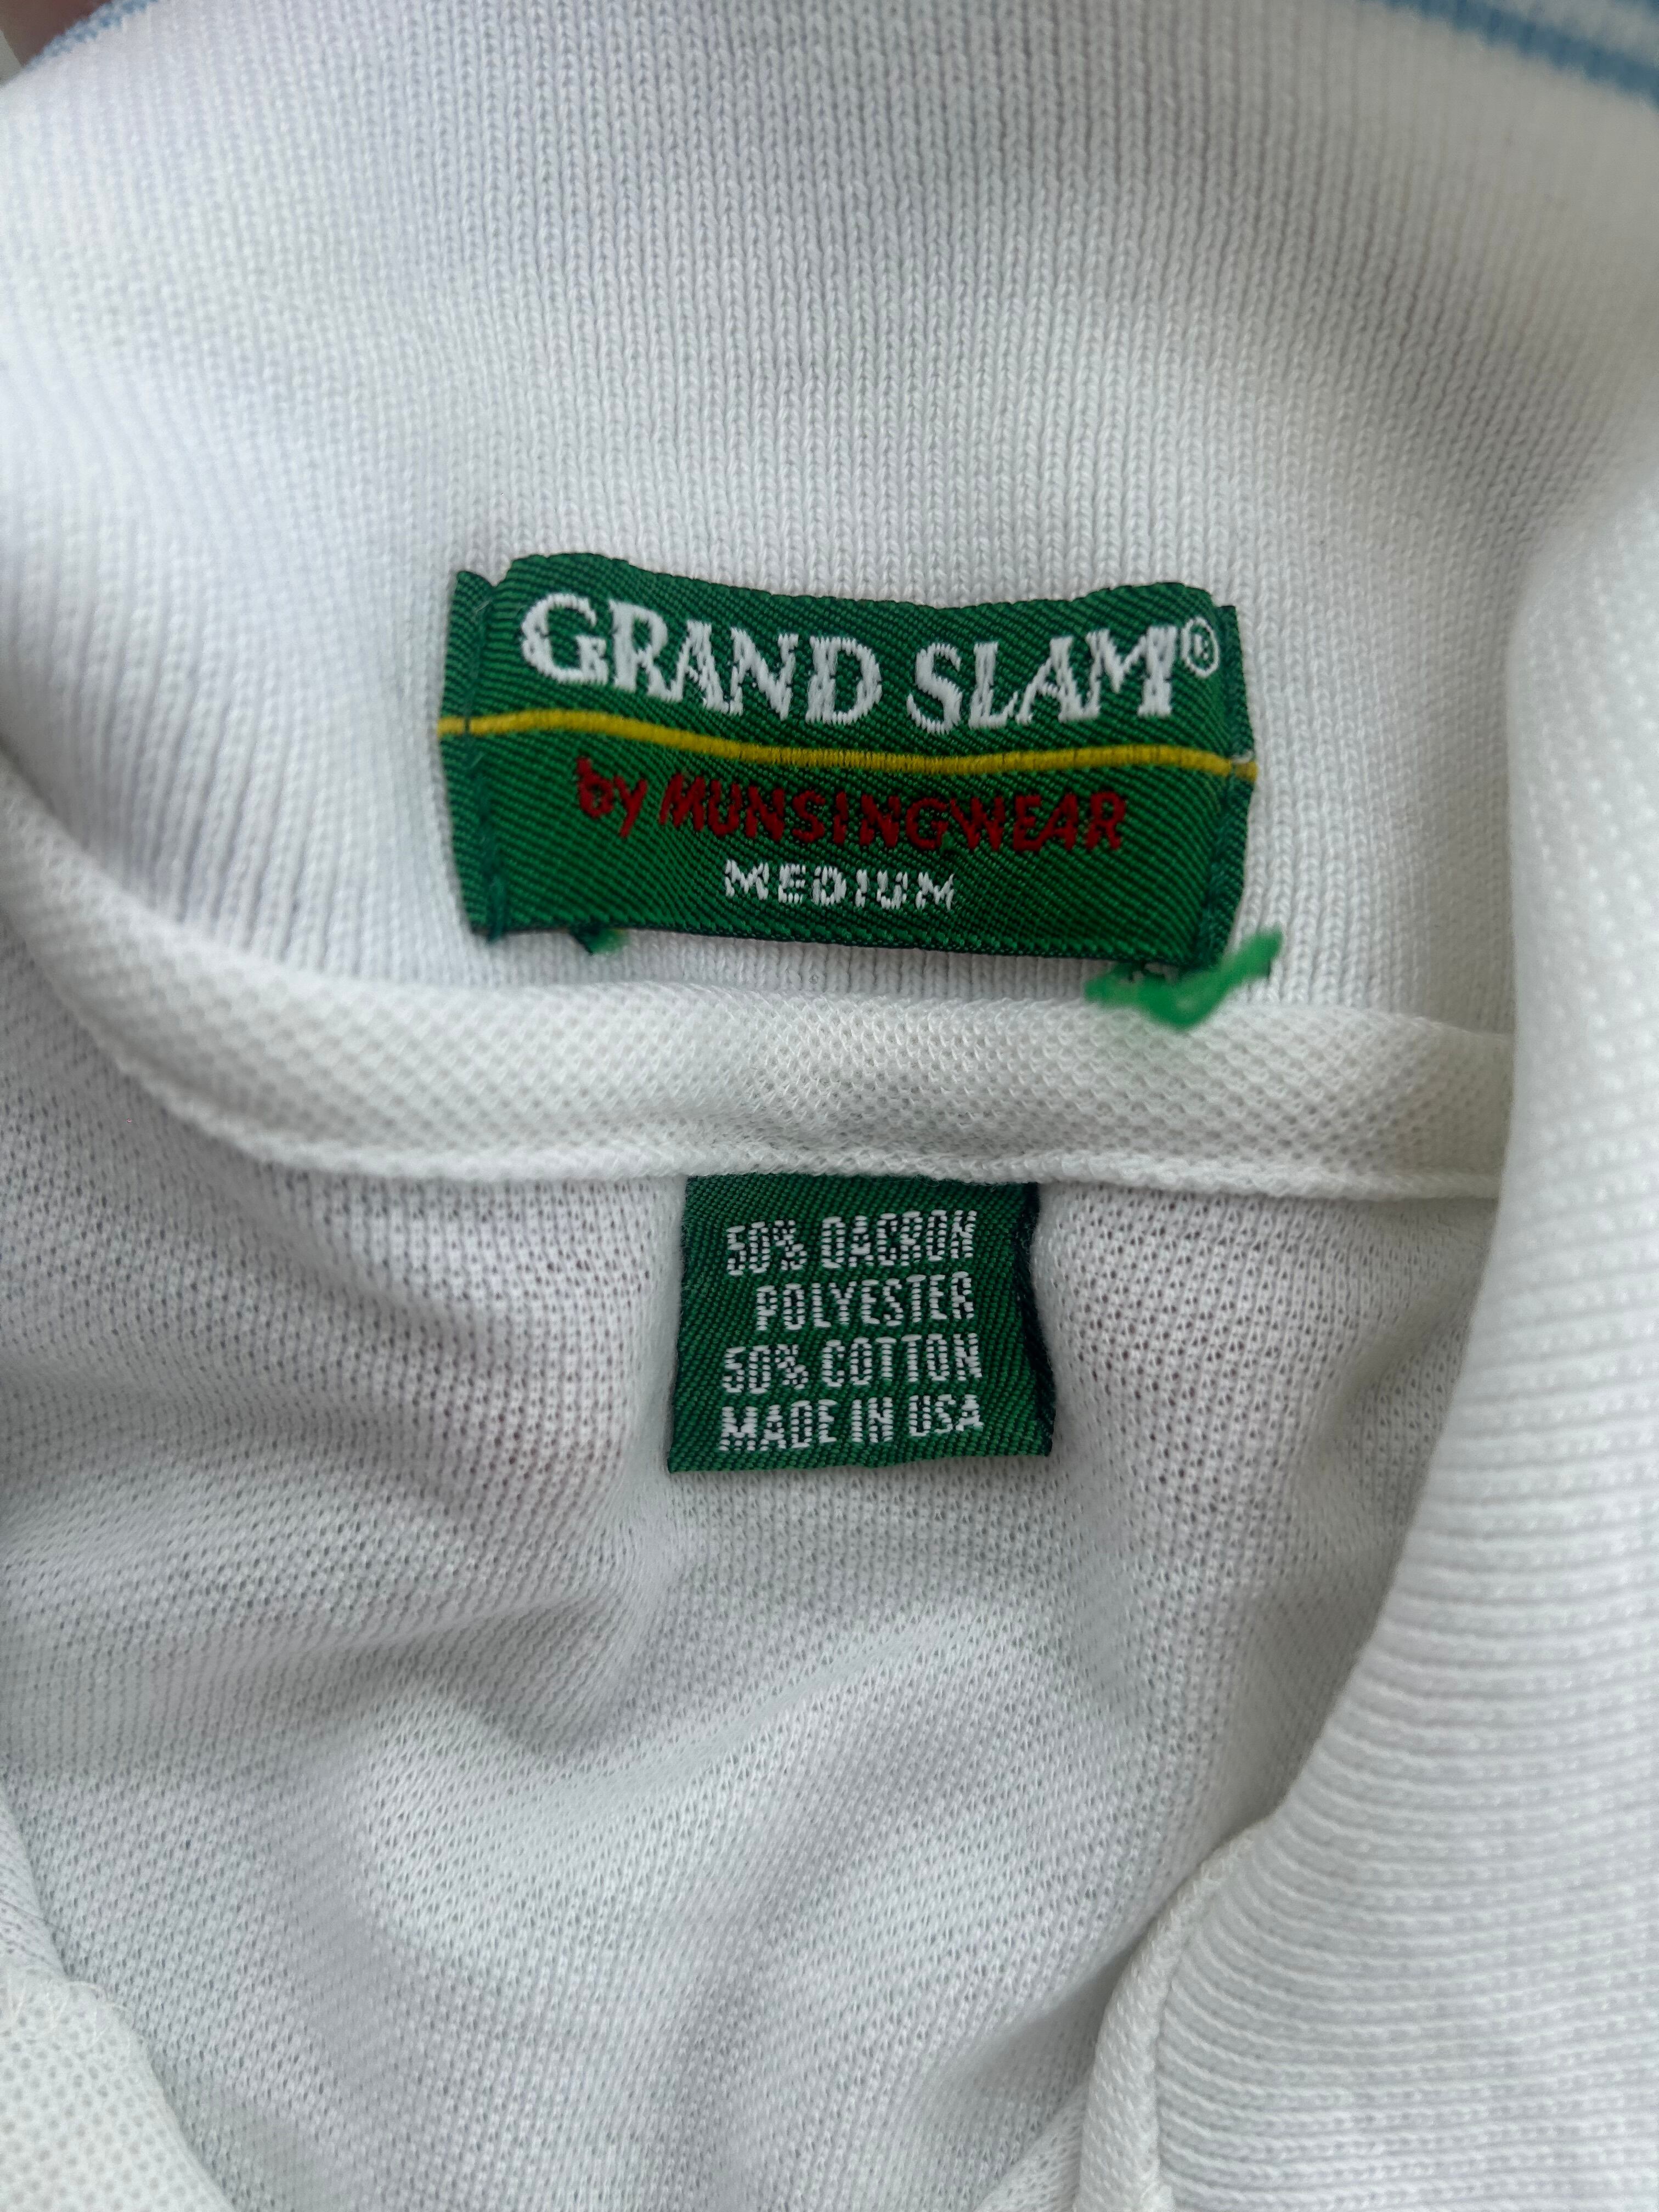 GRAND SLAM®
by MUNSINGWEAR
MEDIUM
50% DACRON
POLYESTER
50% COTTON
MADE IN USA